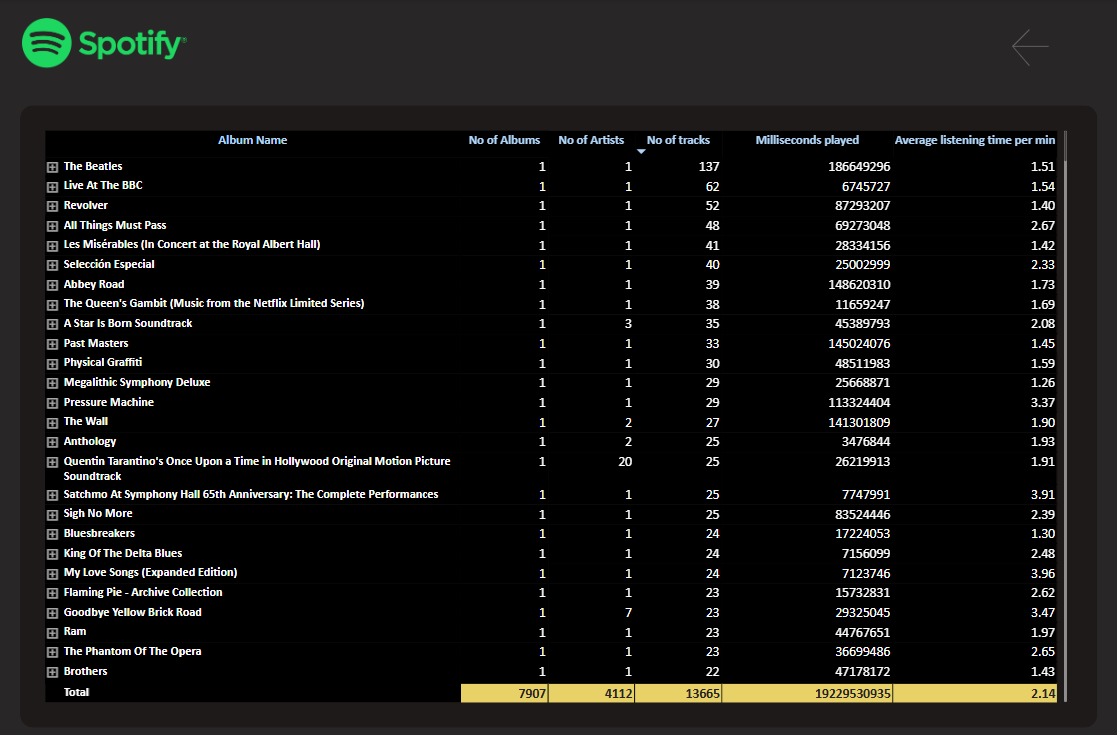 Spotify®
Album Name No of Albums No of Artists No of tracks Milliseconds played Average listening time per min
The Beatles 1 1 137 186649296 1.51
Live At The BBC 1 1 62 6745727 1.54
Revolver 1 1 52 87293207 1.40
All Things Must Pass 1 1 48 69273048 2.67
Les Misérables (In Concert at the Royal Albert Hall) 1 1 41 28334156 1.42
Selección Especial 1 1 40 25002999 2.33
Abbey Road 1 1 39 148620310 1.73
The Queen's Gambit (Music from the Netflix Limited Series) 1 1 38 11659247 1.69
A Star Is Born Soundtrack 1 3 35 45389793 2.08
Past Masters 1 1 33 145024076 1.45
Physical Graffiti 1 1 30 48511983 1.59
Megalithic Symphony Deluxe 1 1 29 25668871 1.26
Pressure Machine 1 1 29 113324404 3.37
The Wall 1 2 27 141301809 1.90
Anthology 1 2 25 3476844 1.93
Quentin Tarantino's Once Upon a Time in Hollywood Original Motion Picture 1 20 25 26219913 1.91
Soundtrack
Satchmo At Symphony Hall 65th Anniversary: The Complete Performances 1 1 25 7747991 3.91
Sigh No More 1 1 25 83524446 2.39
Bluesbreakers 1 1 24 17224053 1.30
King Of The Delta Blues 1 1 24 7156099 2.48
My Love Songs (Expanded Edition) 1 1 24 7123746 3.96
Flaming Pie - Archive Collection 1 1 23 15732831 2.62
Goodbye Yellow Brick Road 1 7 23 29325045 3.47
Ram 1 1 23 44767651 1.97
The Phantom Of The Opera 1 1 23 36699486 2.65
Brothers 1 1 22 47178172 1.43
Total 7907 4112 13665 19229530935 2.14